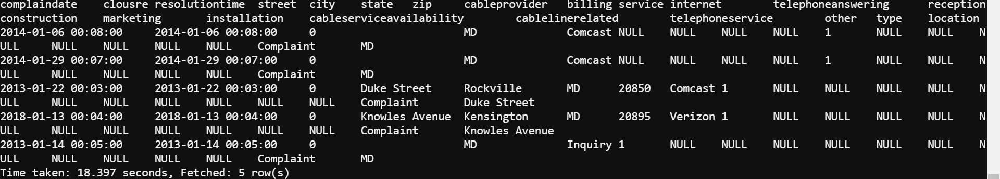 complaindate clousre resolutiontime street city state zip cableprovider billing service internet telephoneanswering reception
construction marketing installation cableserviceavailability cablelinerelated telephoneservice other type location
2014-01-06 00:08:00 2014-01-06 00:08:00 0 MD Comcast NULL NULL NULL NULL 1 NULL NULL N
ULL NULL NULL NULL NULL Complaint MD
2014-01-29 00:07:00 2014-01-29 00:07:00 0 MD Comcast NULL NULL NULL NULL 1 NULL NULL N
ULL NULL NULL NULL NULL Complaint MD
2013-01-22 00:03:00 2013-01-22 00:03:00 0 Duke Street Rockville MD 20850 Comcast 1 NULL NULL NULL NULL N
ULL NULL NULL NULL NULL NULL NULL Complaint Duke Street
2018-01-13 00:04:00 2018-01-13 00:04:00 0 Knowles Avenue Kensington MD 20895 Verizon 1 NULL NULL NULL NULL N
ULL NULL NULL NULL NULL NULL NULL Complaint Knowles Avenue
2013-01-14 00:05:00 2013-01-14 00:05:00 0 MD Inquiry 1 NULL NULL NULL NULL NULL NULL N
ULL NULL NULL NULL NULL Complaint MD
Time taken: 18.397 seconds, Fetched: 5 row(s)